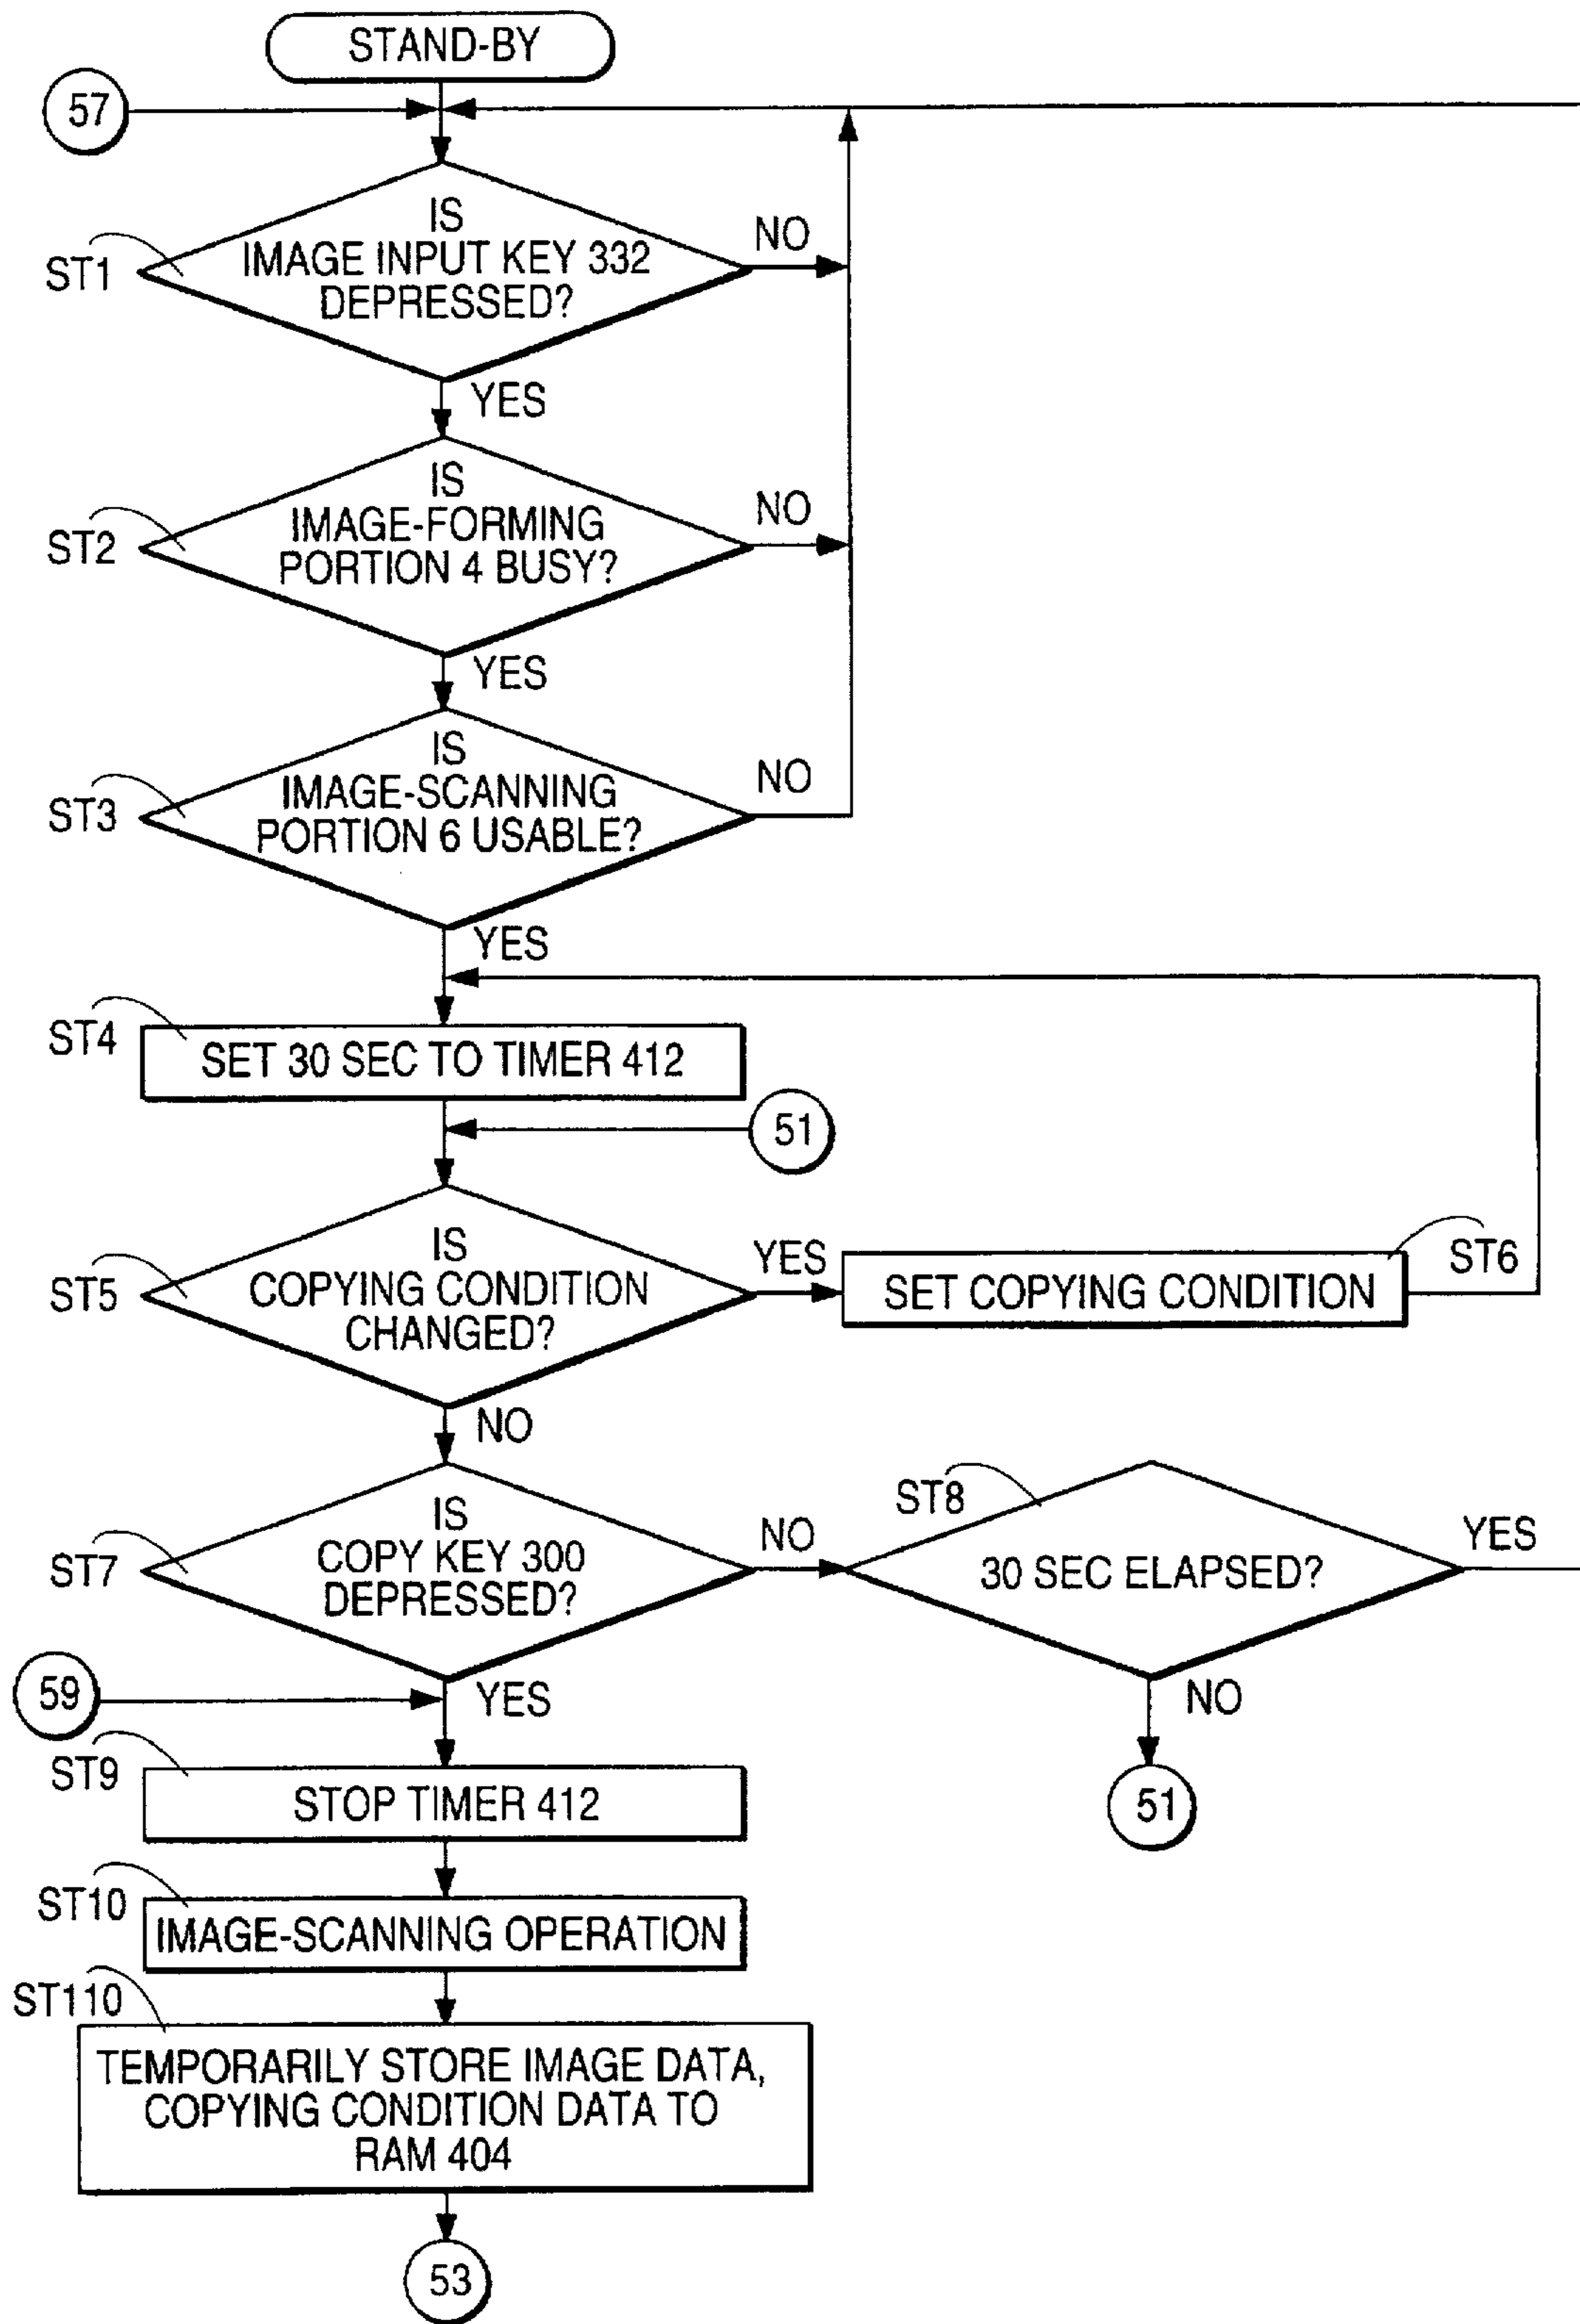 STAND-BY
57
IS
IMAGE INPUT KEY 332
DEPRESSED?
ST1
NO
YES
IS
IMAGE-FORMING
PORTION 4 BUSY?
ST2
NO
YES
IS
IMAGE-SCANNING
PORTION 6 USABLE?
ST3
NO
YES
ST4
SET 30 SEC TO TIMER 412
51
IS
COPYING CONDITION
CHANGED?
ST5
YES
SET COPYING CONDITION
ST6
NO
IS
COPY KEY 300
DEPRESSED?
ST7
NO
ST8
30 SEC ELAPSED?
YES
NO
51
59
YES
ST9
STOP TIMER 412
ST10
IMAGE-SCANNING OPERATION
ST110
TEMPORARILY STORE IMAGE DATA,
COPYING CONDITION DATA TO
RAM 404
53